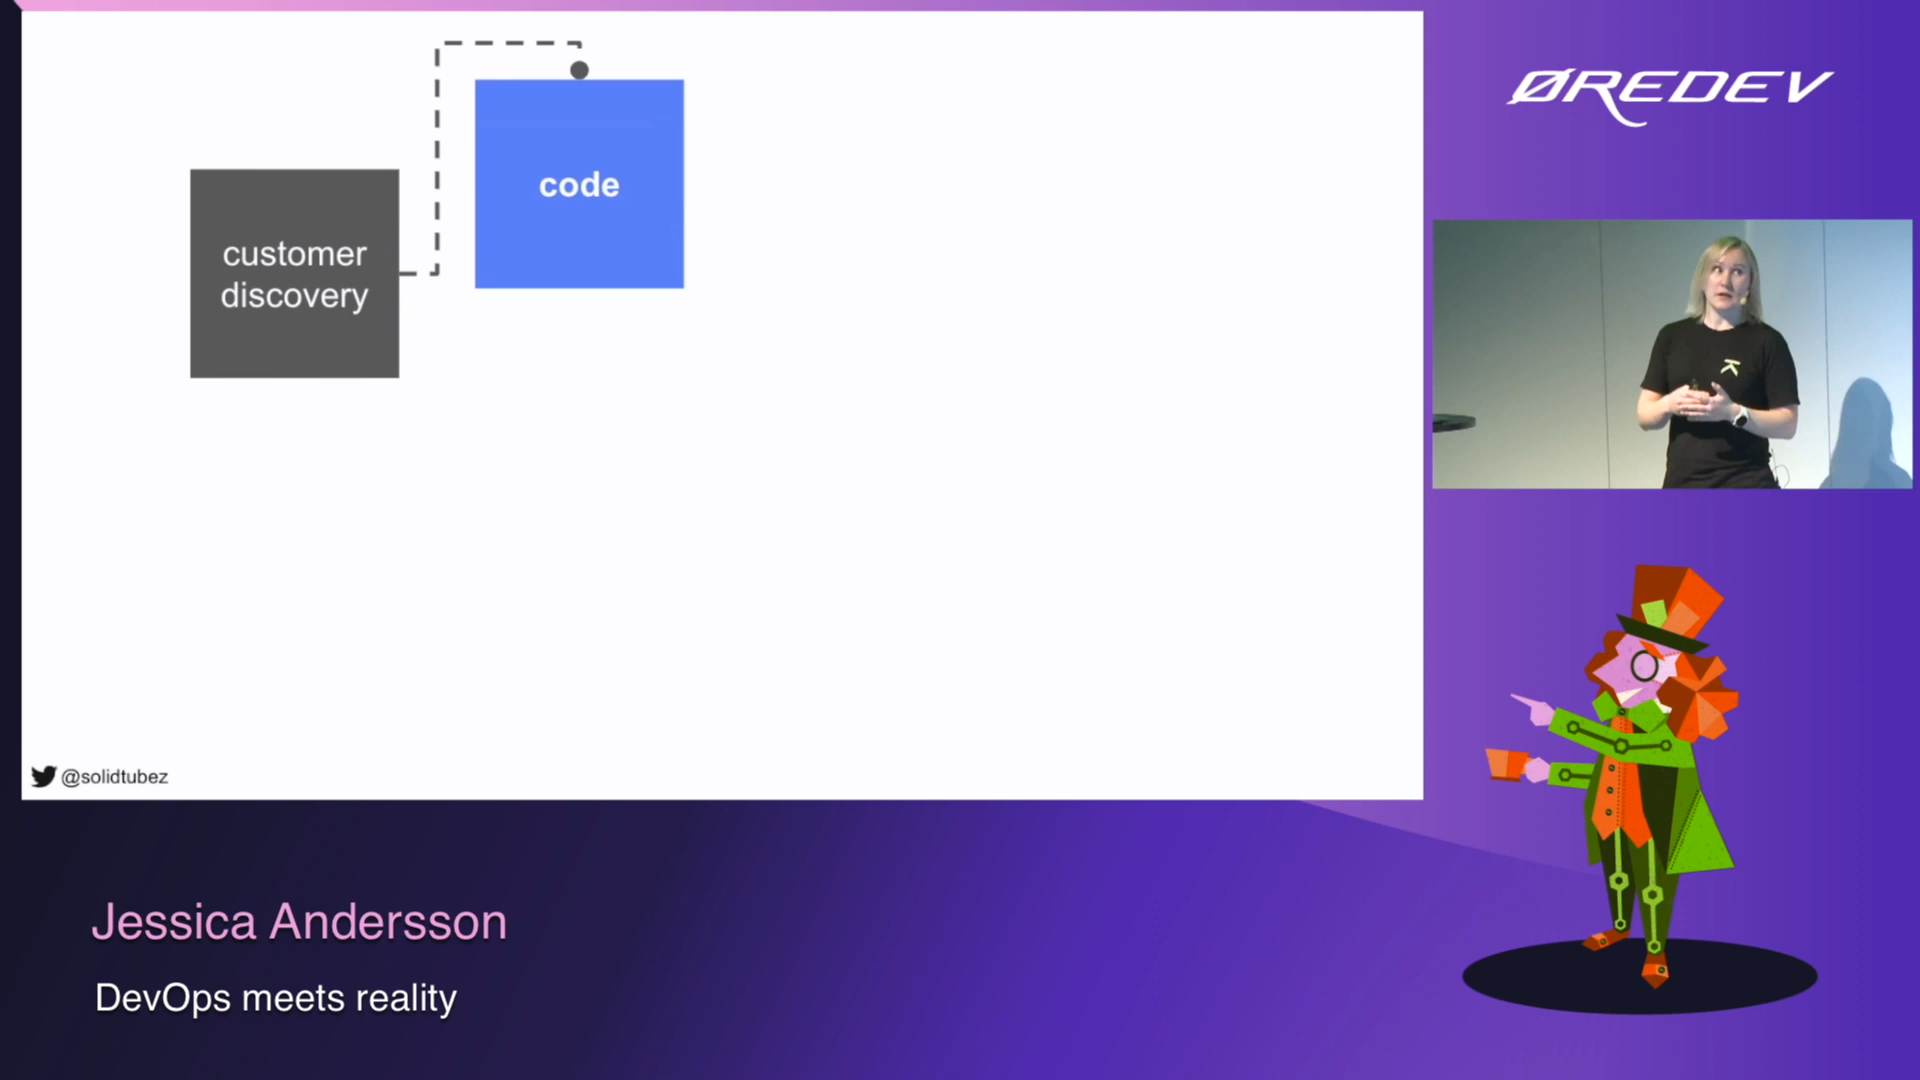 ØREDEV
code
customer
discovery
@solidtubez
Jessica Andersson
DevOps meets reality